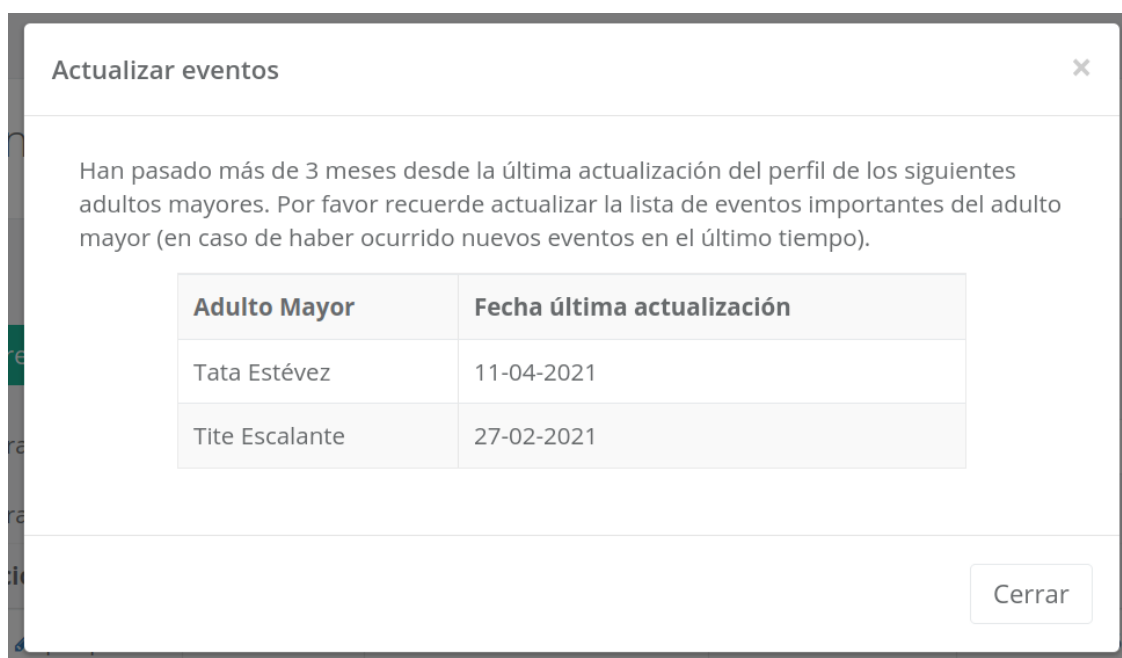 Actualizar eventos ×
Han pasado más de 3 meses desde la última actualización del perfil de los siguientes
adultos mayores. Por favor recuerde actualizar la lista de eventos importantes del adulto
mayor (en caso de haber ocurrido nuevos eventos en el último tiempo).
Adulto Mayor Fecha última actualización
Tata Estévez 11-04-2021
Tite Escalante 27-02-2021
Cerrar